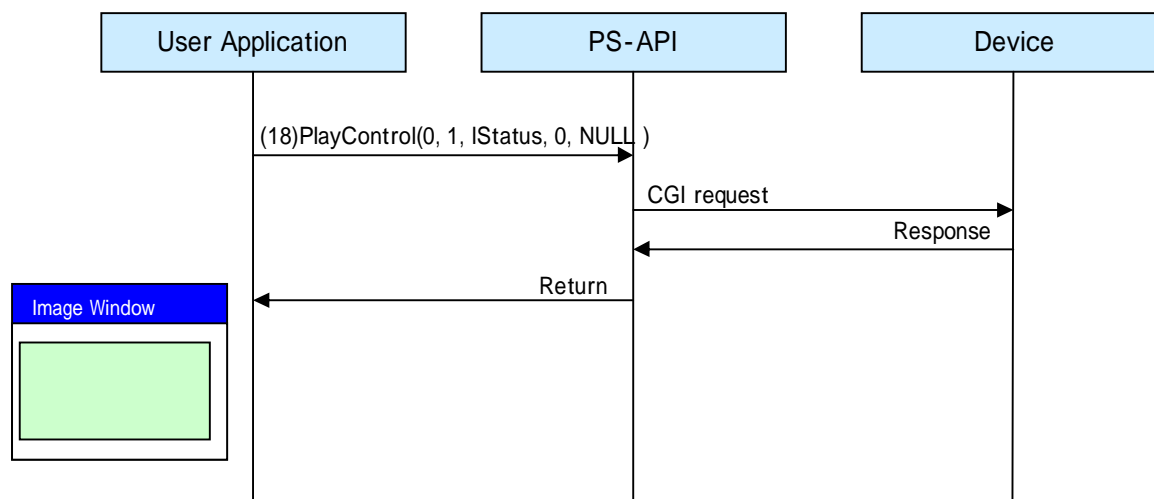 User Application
PS-API
Device
(18)PlayControl(0, 1, lStatus, 0, NULL )
CGI request
Response
Return
Image Window